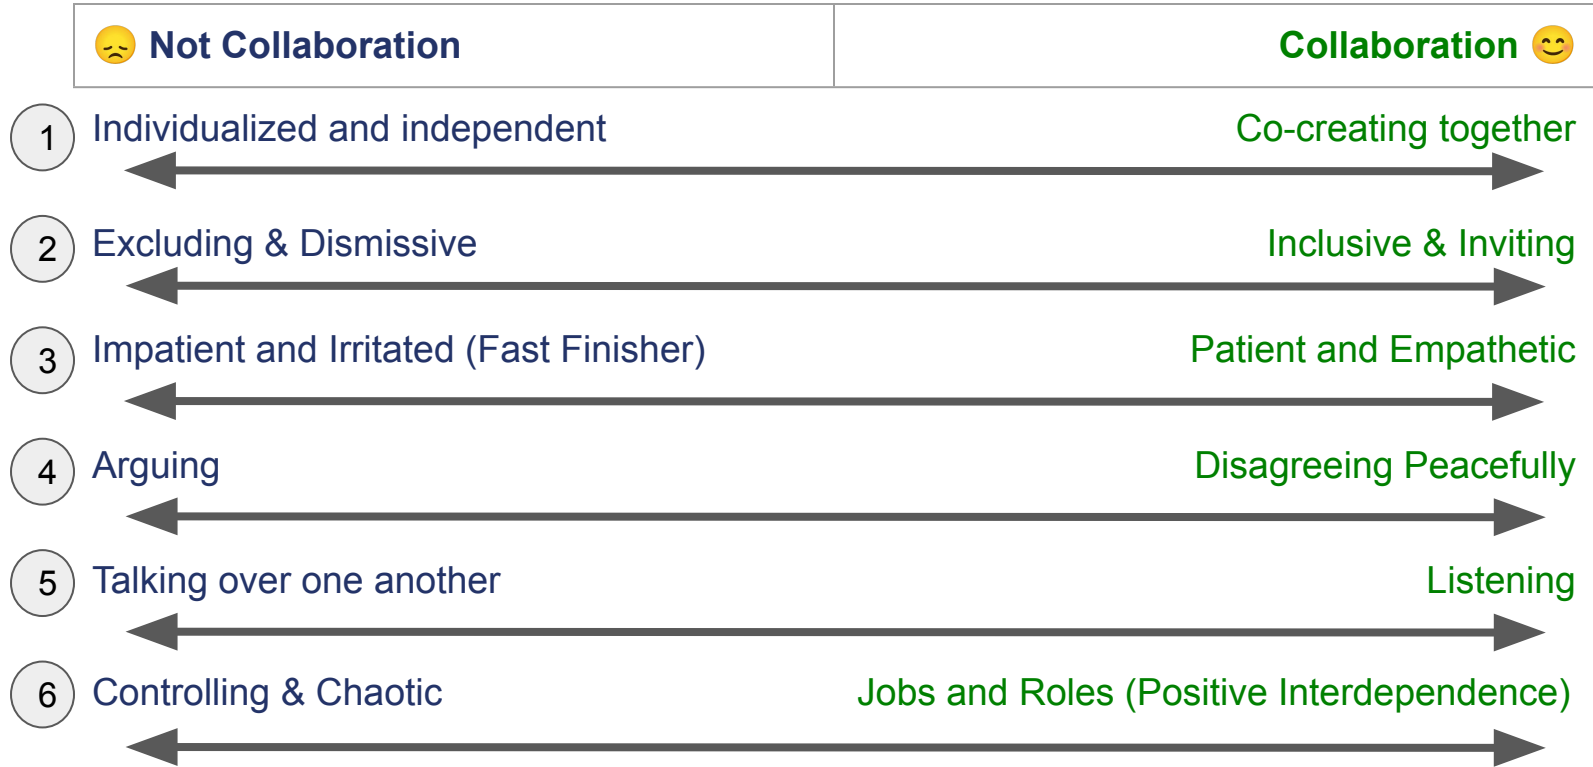 😞 Not Collaboration
Collaboration 😊
1 Individualized and independent
Co-creating together
2 Excluding & Dismissive
Inclusive & Inviting
3 Impatient and Irritated (Fast Finisher)
Patient and Empathetic
4 Arguing
Disagreeing Peacefully
5 Talking over one another
Listening
6 Controlling & Chaotic
Jobs and Roles (Positive Interdependence)